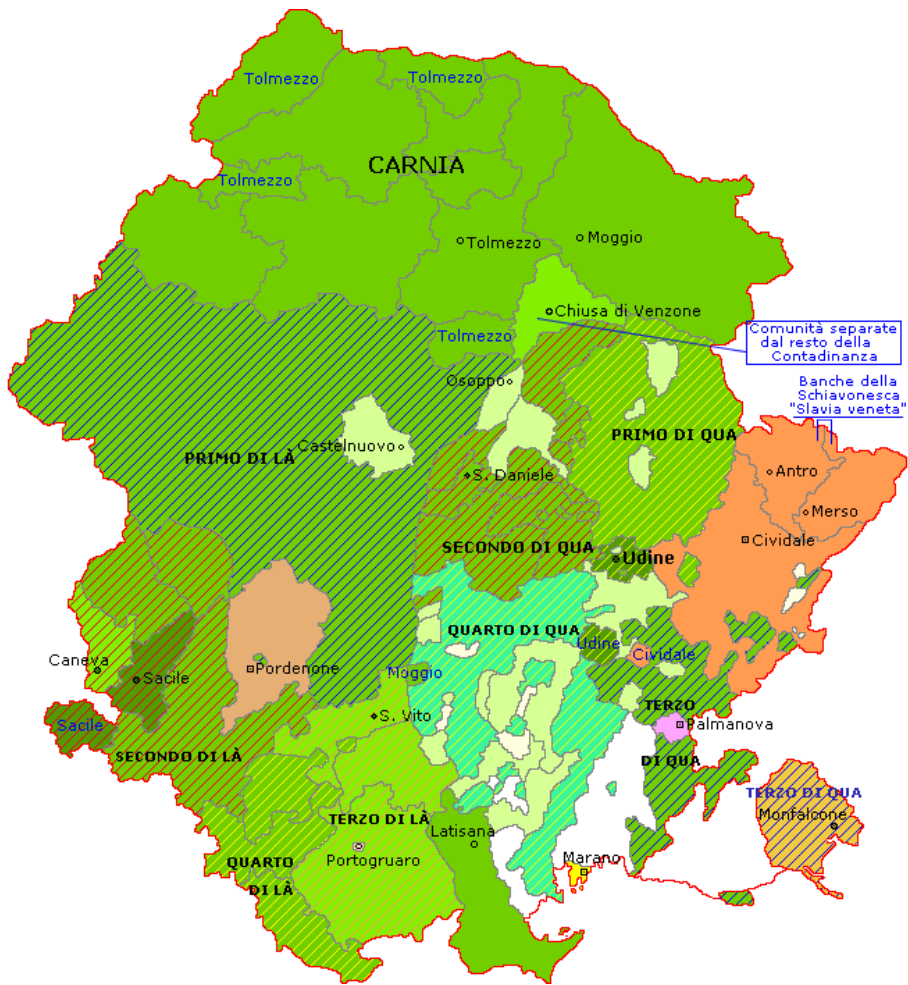 Tolmezzo
Tolmezzo
CARNIA
Tolmezzo
Tolmezzo
Moggio
Chiusa di Venzone
Comunità separate
dal resto della
Contadinanza
Tolmezzo
Osoppo
Banche della
Schiavonesca
"Slavia veneta"
PRIMO DI QUA
Castelnuovo
PRIMO DI LÀ
S. Daniele
Antro
Merso
Cividale
SECONDO DI QUA
Udine
QUARTO DI QUA
Udine
Cividale
Caneva
Sacile
Pordenone
Moggio
S. Vito
TERZO
Palmanova
Sacile
SECONDO DI LÀ
DI QUA
TERZO DI QUA
Monfalcone
TERZO DI LÀ
Latisana
Portogruaro
Marano
QUARTO
DI LÀ